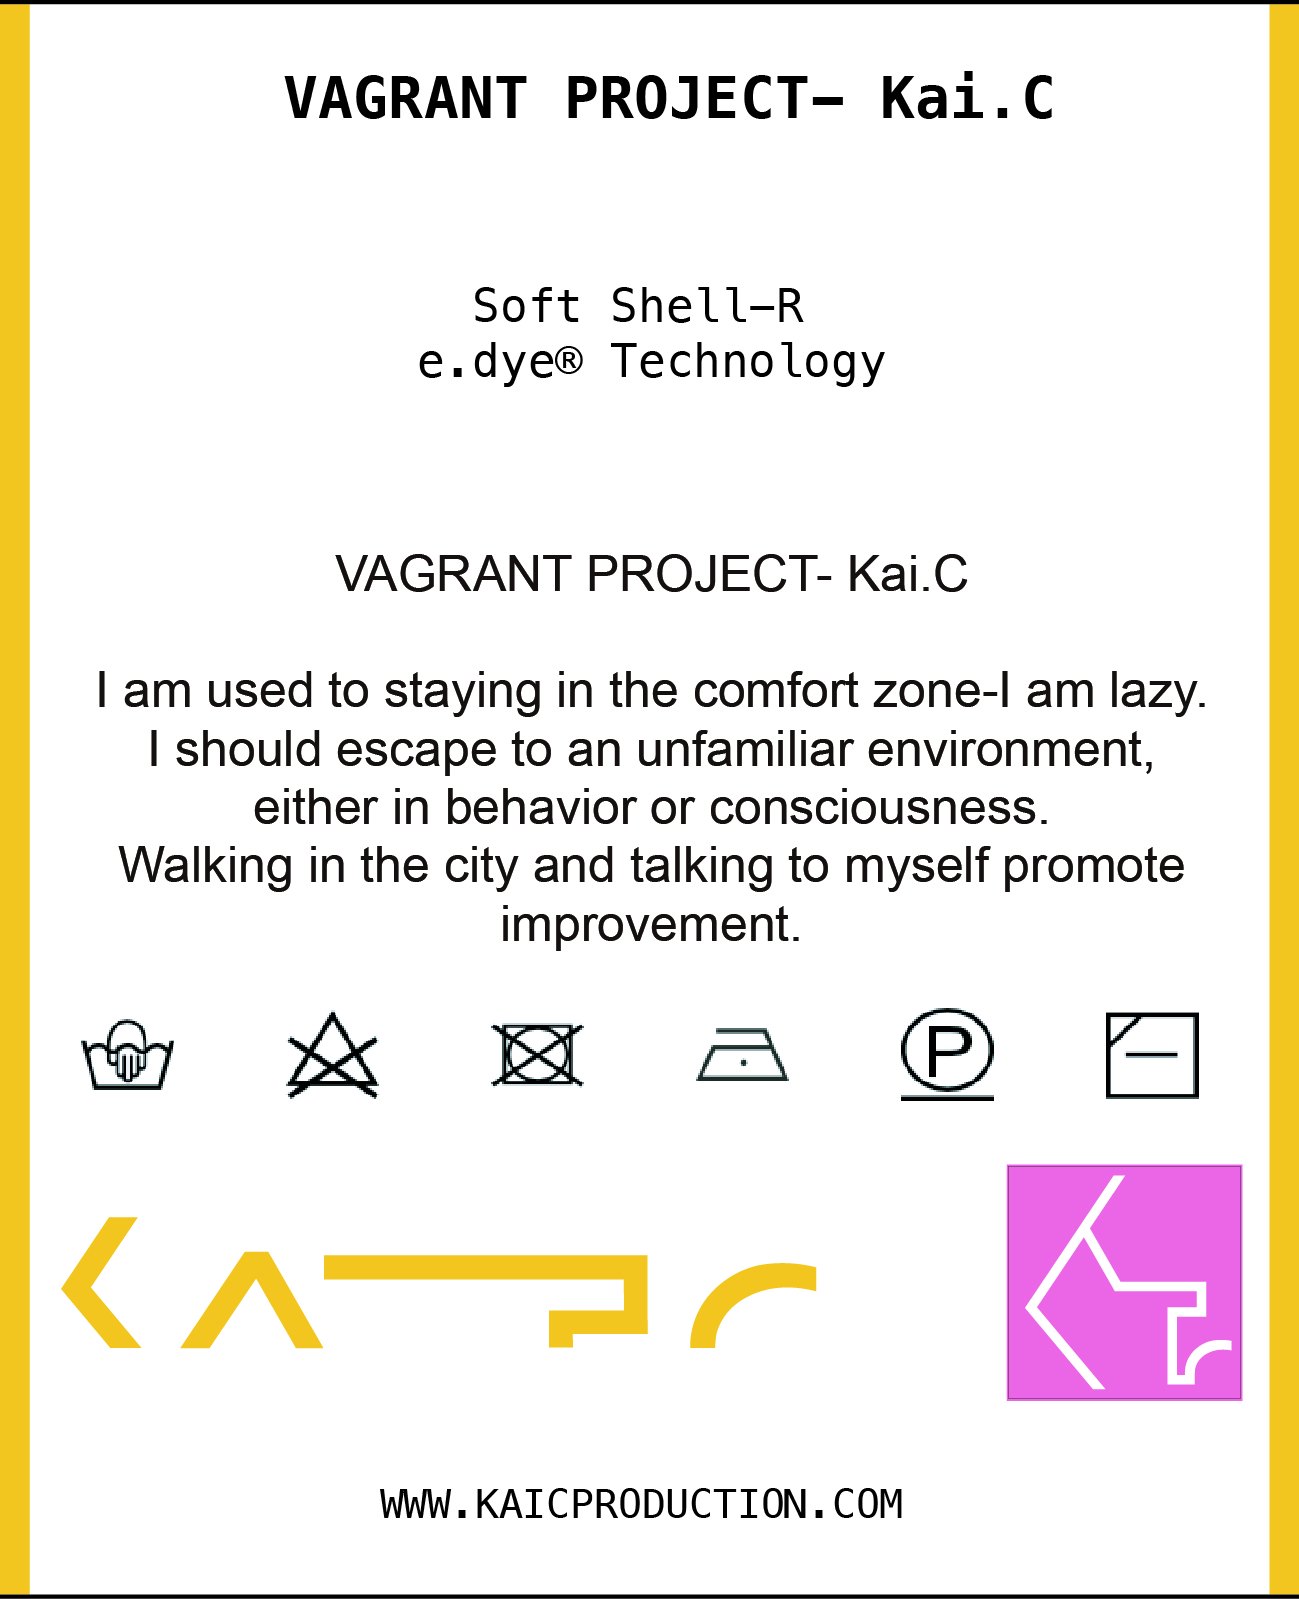 VAGRANT PROJECT– Kai.C
Soft Shell–R
e.dye® Technology
VAGRANT PROJECT- Kai.C
I am used to staying in the comfort zone-I am lazy.
I should escape to an unfamiliar environment,
either in behavior or consciousness.
Walking in the city and talking to myself promote
improvement.
P
WWW.KAICPRODUCTION.COM